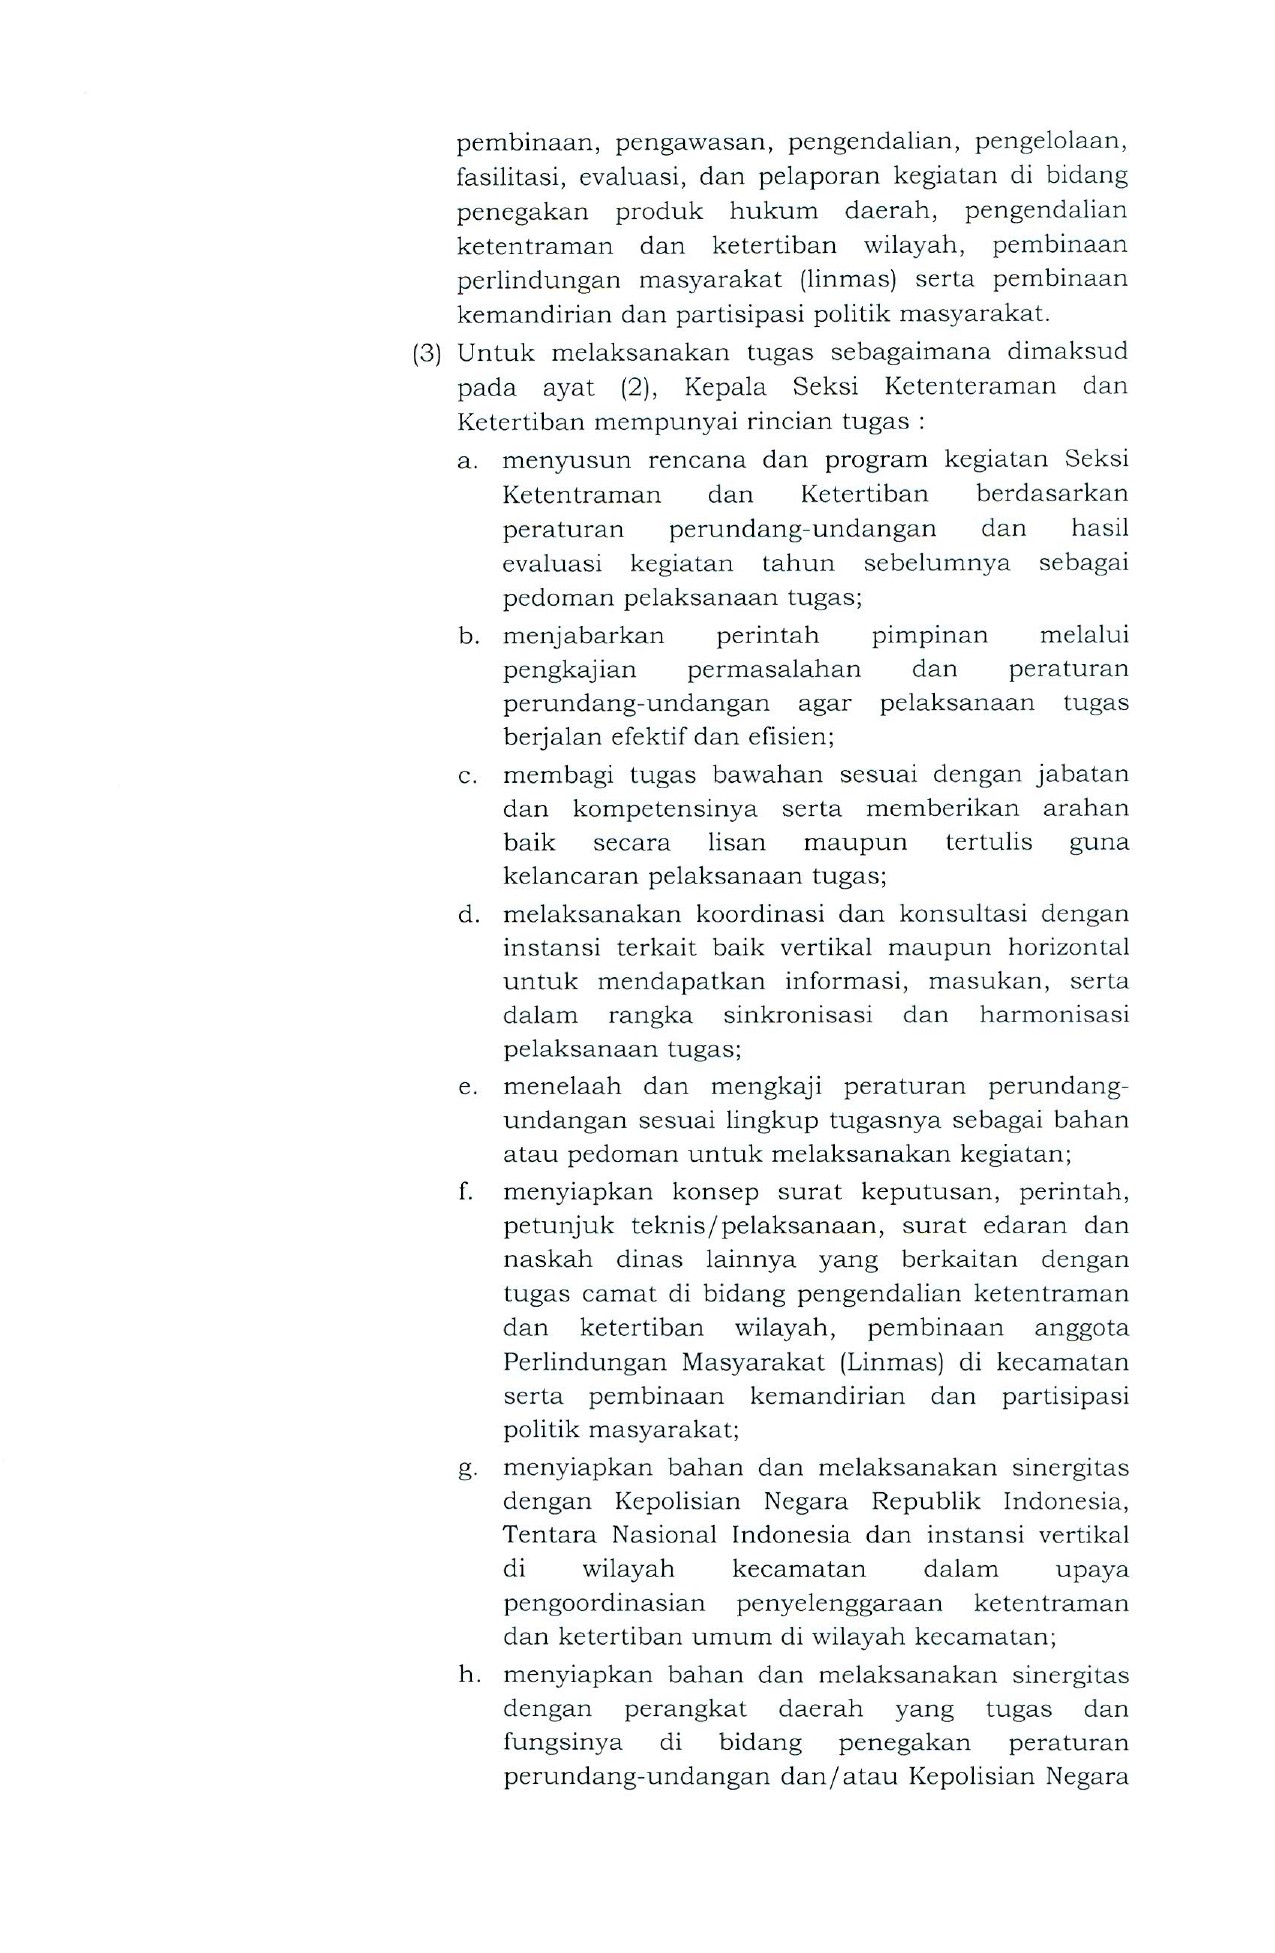 pembinaan, pengawasan, pengendalian, pengelolaan,
fasilitasi, evaluasi, dan pelaporan kegiatan di bidang
penegakan produk hukum daerah, pengendalian
ketentraman dan ketertiban wilayah, pembinaan
perlindungan masyarakat (linmas) serta pembinaan
kemandirian dan partisipasi politik masyarakat.
(3) Untuk melaksanakan tugas sebagaimana dimaksud
pada ayat (2), Kepala Seksi Ketenteraman dan
Ketertiban mempunyai rincian tugas :
a. menyusun rencana dan program kegiatan Seksi
Ketentraman dan Ketertiban berdasarkan
peraturan perundang-undangan dan hasil
evaluasi kegiatan tahun sebelumnya sebagai
pedoman pelaksanaan tugas;
b. menjabarkan perintah pimpinan melalui
pengkajian permasalahan dan peraturan
perundang-undangan agar pelaksanaan tugas
berjalan efektif dan efisien;
c. membagi tugas bawahan sesuai dengan jabatan
dan kompetensinya serta memberikan arahan
baik secara lisan maupun tertulis guna
kelancaran pelaksanaan tugas;
d. melaksanakan koordinasi dan konsultasi dengan
instansi terkait baik vertikal maupun horizontal
untuk mendapatkan informasi, masukan, serta
dalam rangka sinkronisasi dan harmonisasi
pelaksanaan tugas;
e. menelaah dan mengkaji peraturan perundang-
undangan sesuai lingkup tugasnya sebagai bahan
atau pedoman untuk melaksanakan kegiatan;
f. menyiapkan konsep surat keputusan, perintah,
petunjuk teknis/pelaksanaan, surat edaran dan
naskah dinas lainnya yang berkaitan dengan
tugas camat di bidang pengendalian ketentraman
dan ketertiban wilayah, pembinaan anggota
Perlindungan Masyarakat (Linmas) di kecamatan
serta pembinaan kemandirian dan partisipasi
politik masyarakat;
g. menyiapkan bahan dan melaksanakan sinergitas
dengan Kepolisian Negara Republik Indonesia,
Tentara Nasional Indonesia dan instansi vertikal
di wilayah kecamatan dalam upaya
pengoordinasian penyelenggaraan ketentraman
dan ketertiban umum di wilayah kecamatan;
h. menyiapkan bahan dan melaksanakan sinergitas
dengan perangkat daerah yang tugas dan
fungsinya di bidang penegakan peraturan
perundang-undangan dan/atau Kepolisian Negara